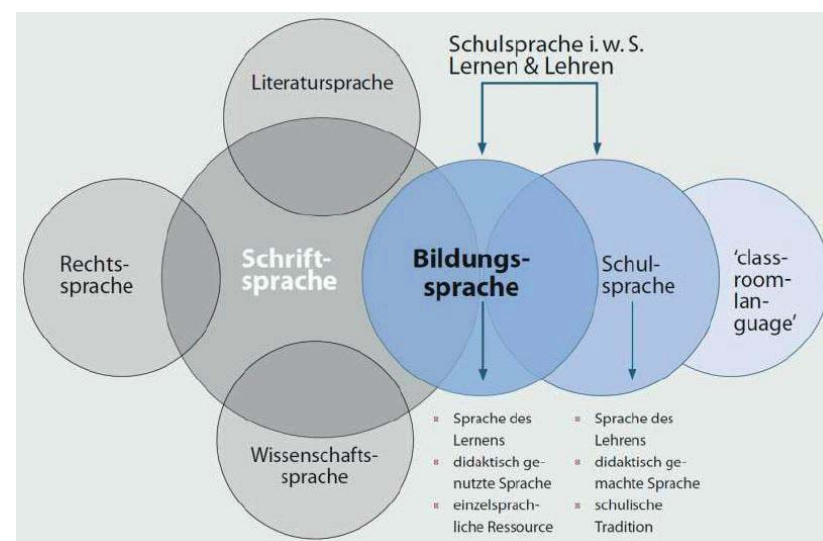 Schulsprache i. w. S.
Lernen & Lehren
Literatursprache
Rechts-
sprache
Schrift-
sprache
Bildungs-
sprache
Schul-
sprache
‘class-
room-
lan-
guage’
Wissenschafts-
sprache
Sprache des
Lernens
didaktisch ge-
nutzte Sprache
einzelsprach-
liche Ressource
Sprache des
Lehrens
didaktisch ge-
machte Sprache
schulische
Tradition